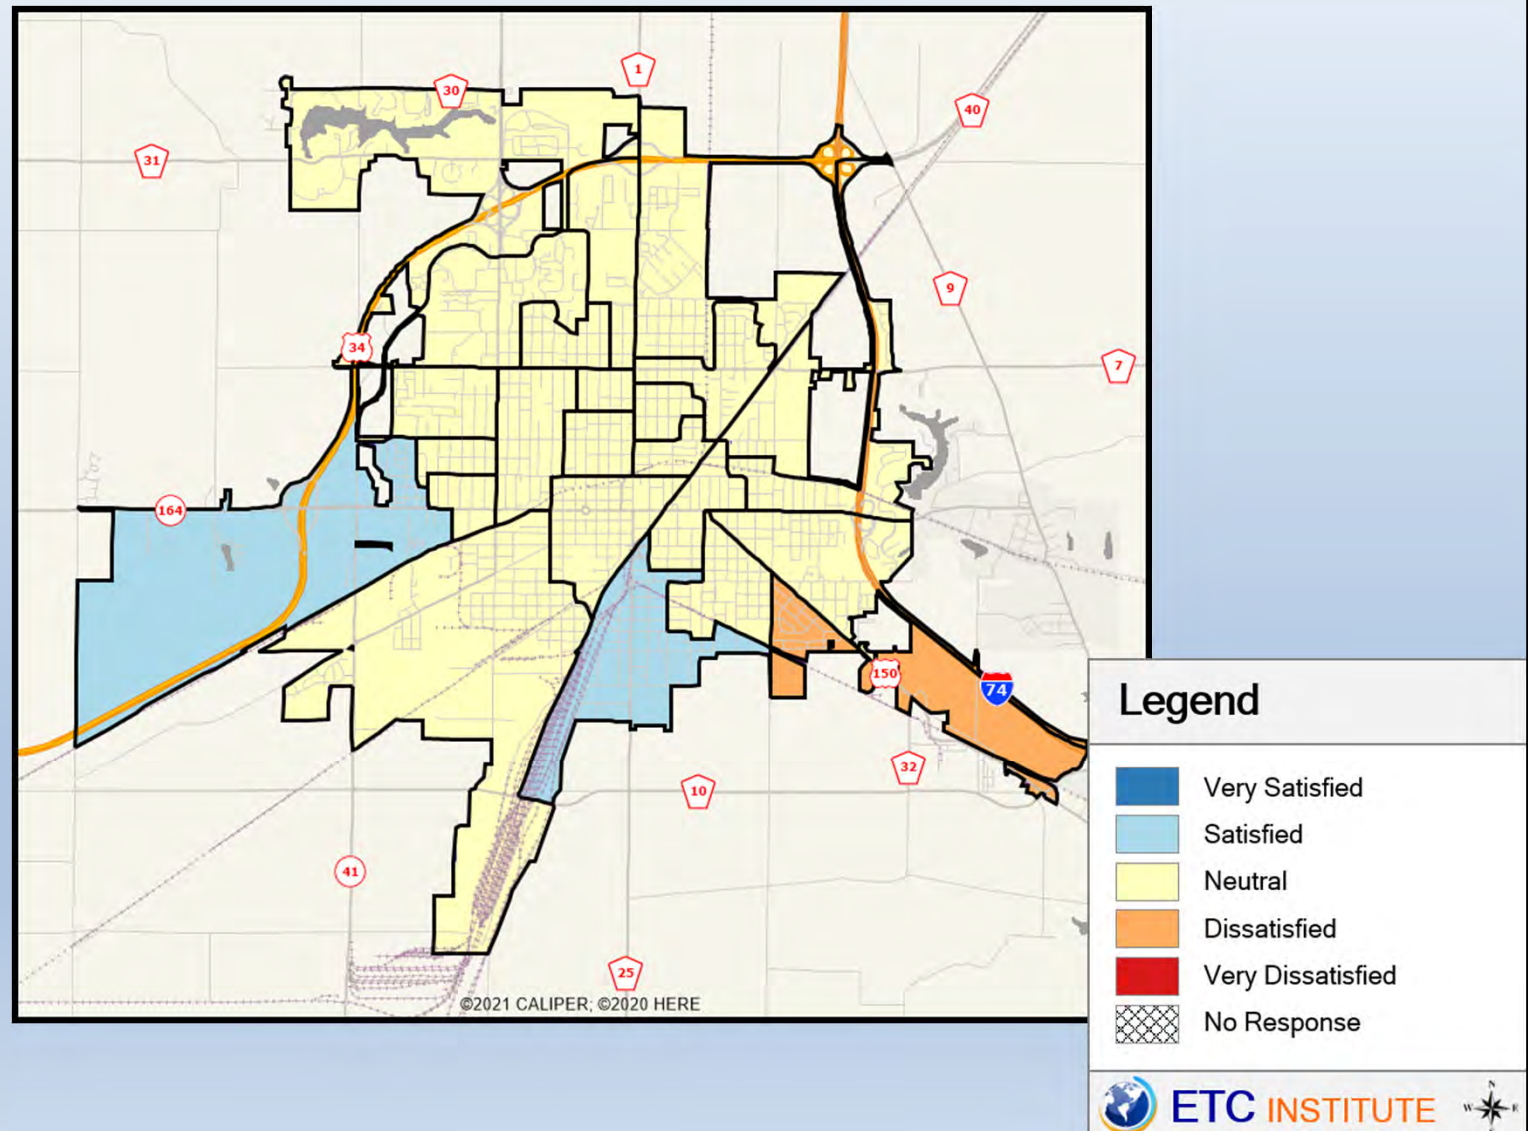 1
30
40
31
9
34
7
164
150
74
32
10
41
25
©2021 CALIPER; ©2020 HERE
Legend
Very Satisfied
Satisfied
Neutral
Dissatisfied
Very Dissatisfied
No Response
ETC INSTITUTE
N
W E
S